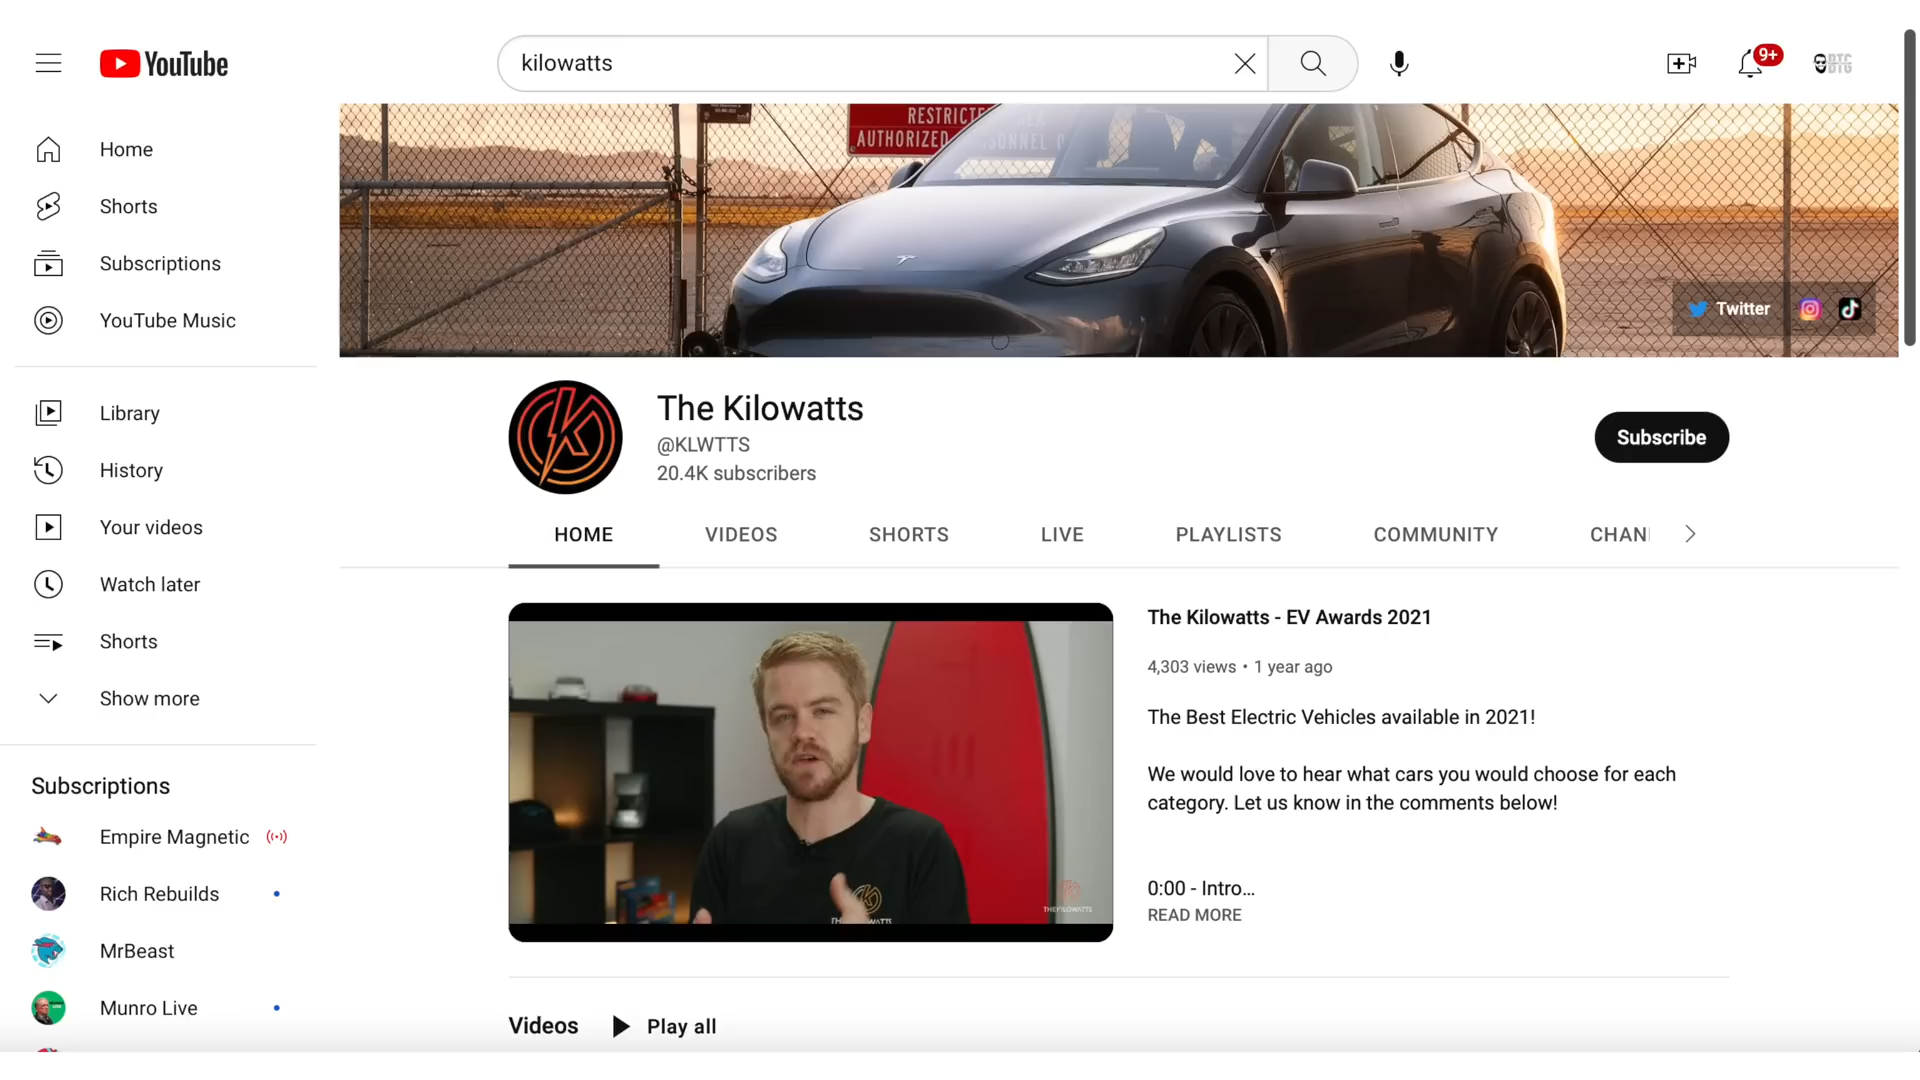 YouTube
kilowatts
9+
Home
Shorts
Subscriptions
YouTube Music
Library
History
Your videos
Watch later
Shorts
Show more
Subscriptions
Empire Magnetic
Rich Rebuilds
MrBeast
Munro Live
AUTHORIZED
Twitter
The Kilowatts
@KLWTTS
20.4K subscribers
Subscribe
HOME
VIDEOS
SHORTS
LIVE
PLAYLISTS
COMMUNITY
CHAN
The Kilowatts - EV Awards 2021
4,303 views • 1 year ago
The Best Electric Vehicles available in 2021!
We would love to hear what cars you would choose for each
category. Let us know in the comments below!
0:00 - Intro...
READ MORE
THEKILOWATTS
Videos
Play all